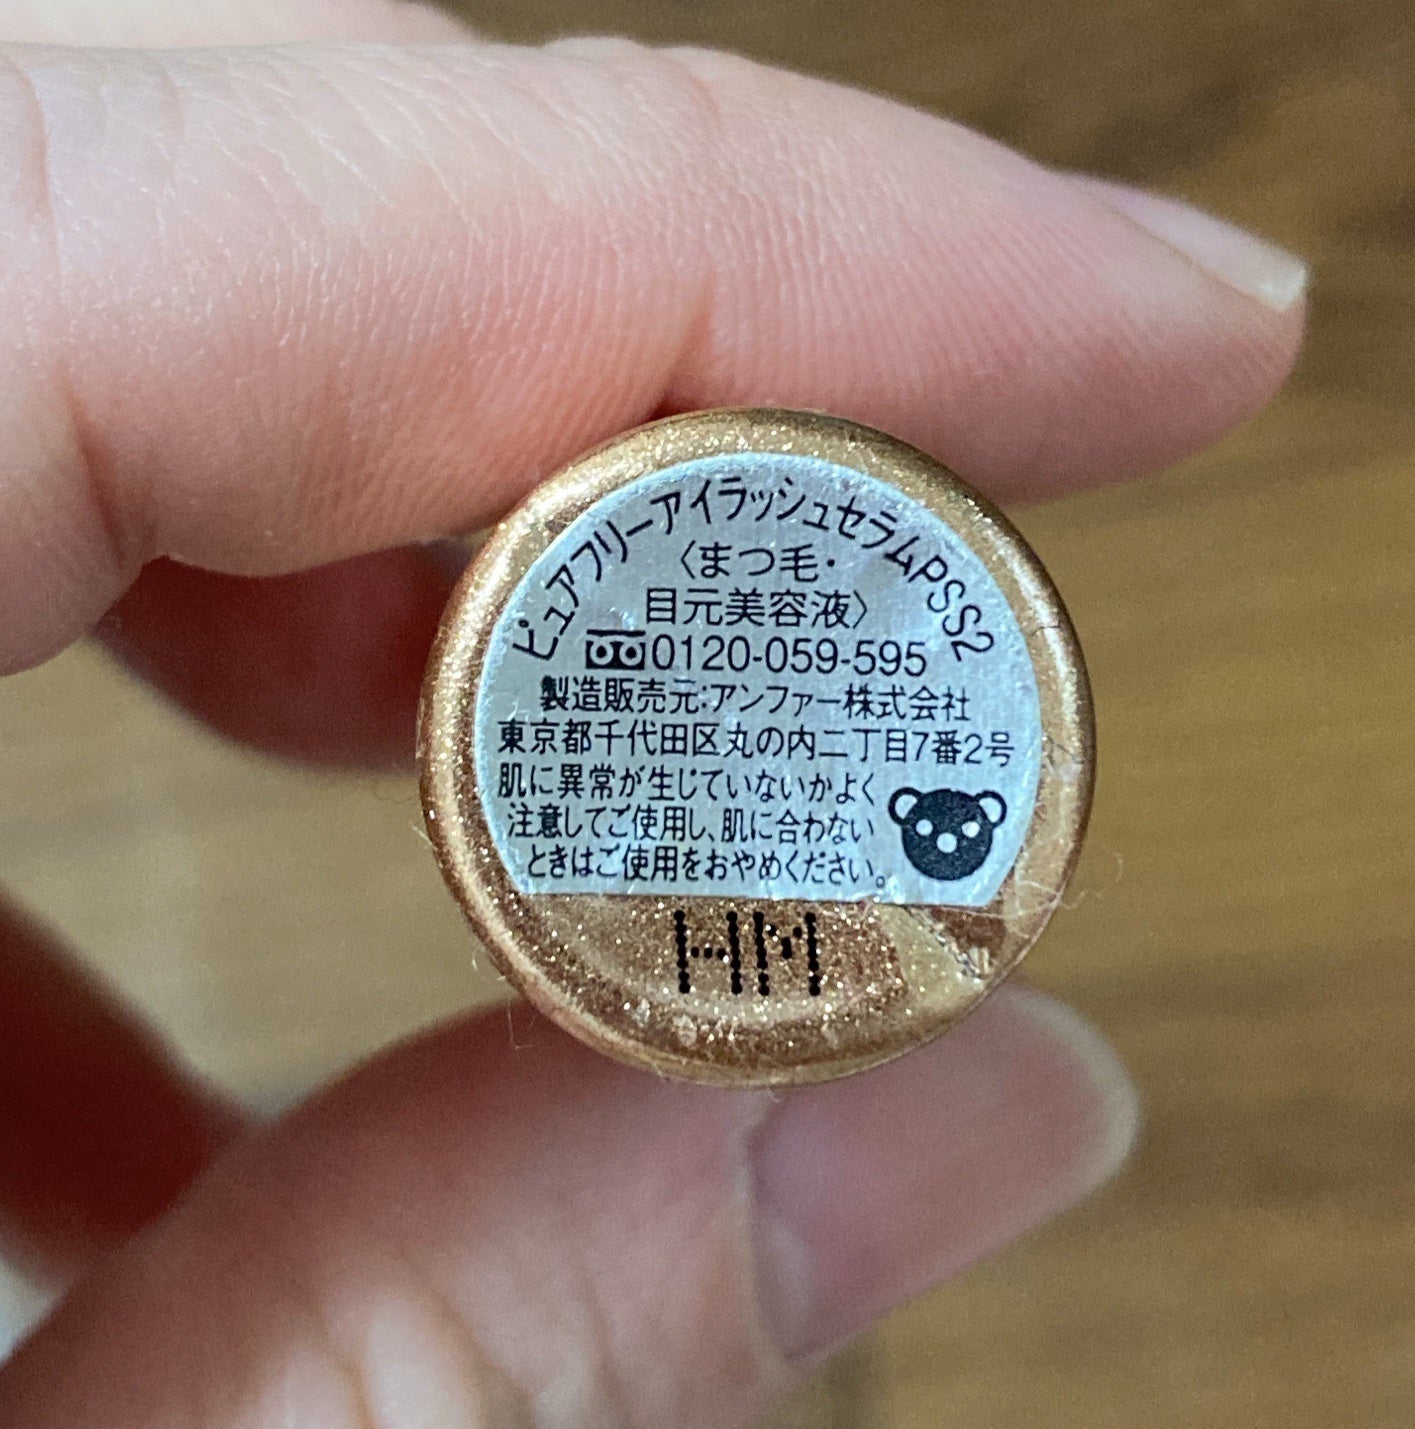 ピュアフリーアイラッシュセラムPSS2
〈まつ毛・
目元美容液〉
0120-059-595
製造販売元:アンファー株式会社
東京都千代田区丸の内二丁目7番2号
肌に異常が生じていないかよく
注意してご使用し、肌に合わない
ときはご使用をおやめください。
HM